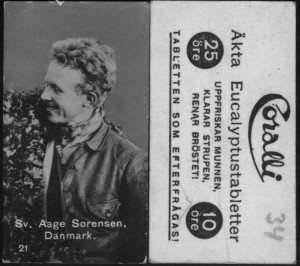 Sv. Aage Sørensen,
Danmark.
21
Coralli
34
Äkta Eucalyptustabletter
25 öre
UPPFRISKAR MUNNEN,
KLARAR STRUPEN,
RENAR BRÖSTET!
10 öre
TABLETTEN SOM EFTERFRÅGAS!